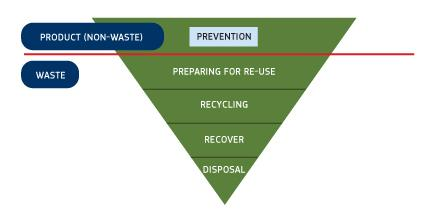 PRODUCT (NON-WASTE)
PREVENTION
WASTE
PREPARING FOR RE-USE
RECYCLING
RECOVER
DISPOSAL